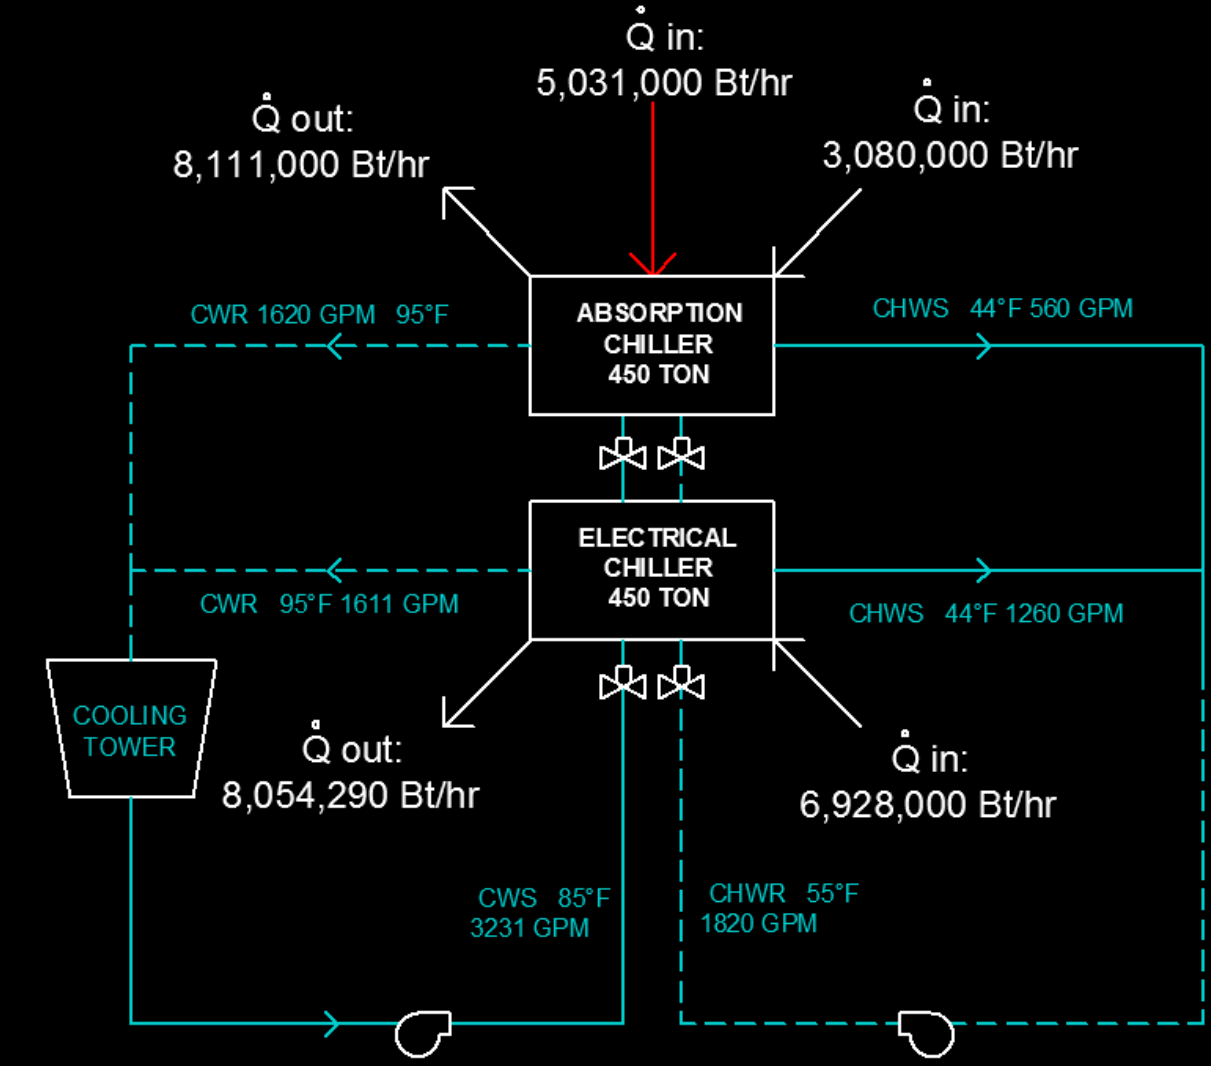 Q̇ in:
5,031,000 Bt/hr
Q̇ out:
8,111,000 Bt/hr
Q̇ in:
3,080,000 Bt/hr
CWR 1620 GPM 95°F
ABSORPTION
CHILLER
450 TON
CHWS 44°F 560 GPM
ELECTRICAL
CHILLER
450 TON
CWR 95°F 1611 GPM
CHWS 44°F 1260 GPM
COOLING
TOWER
Q̇ out:
8,054,290 Bt/hr
Q̇ in:
6,928,000 Bt/hr
CWS 85°F
3231 GPM
CHWR 55°F
1820 GPM